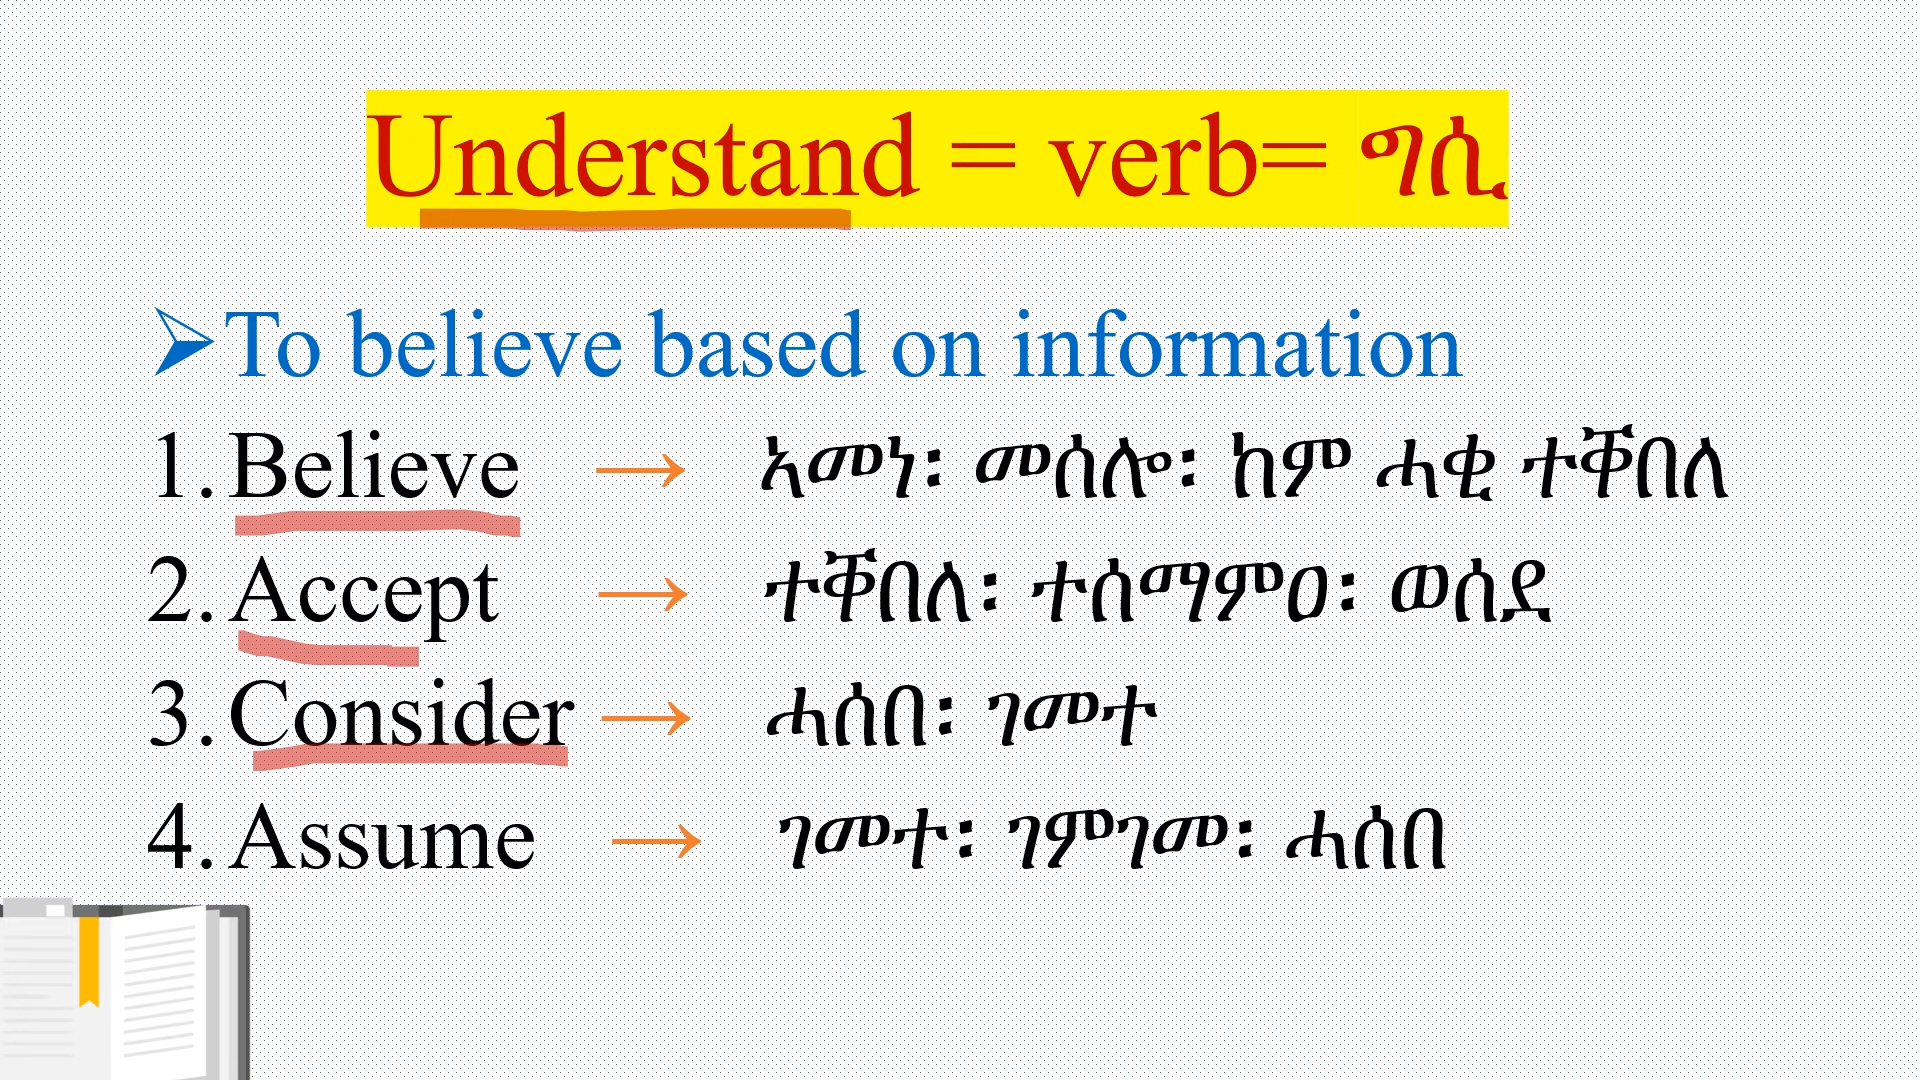 Understand = verb= ግሲ
➢To believe based on information
1. Believe → ኣመነ፡ መሰሎ፡ ከም ሓቂ ተቐበለ
2. Accept → ተቐበለ፡ ተሰማምዐ፡ ወሰደ
3. Consider → ሓሰበ፡ ገመተ
4. Assume → ገመተ፡ ገምገመ፡ ሓሰበ